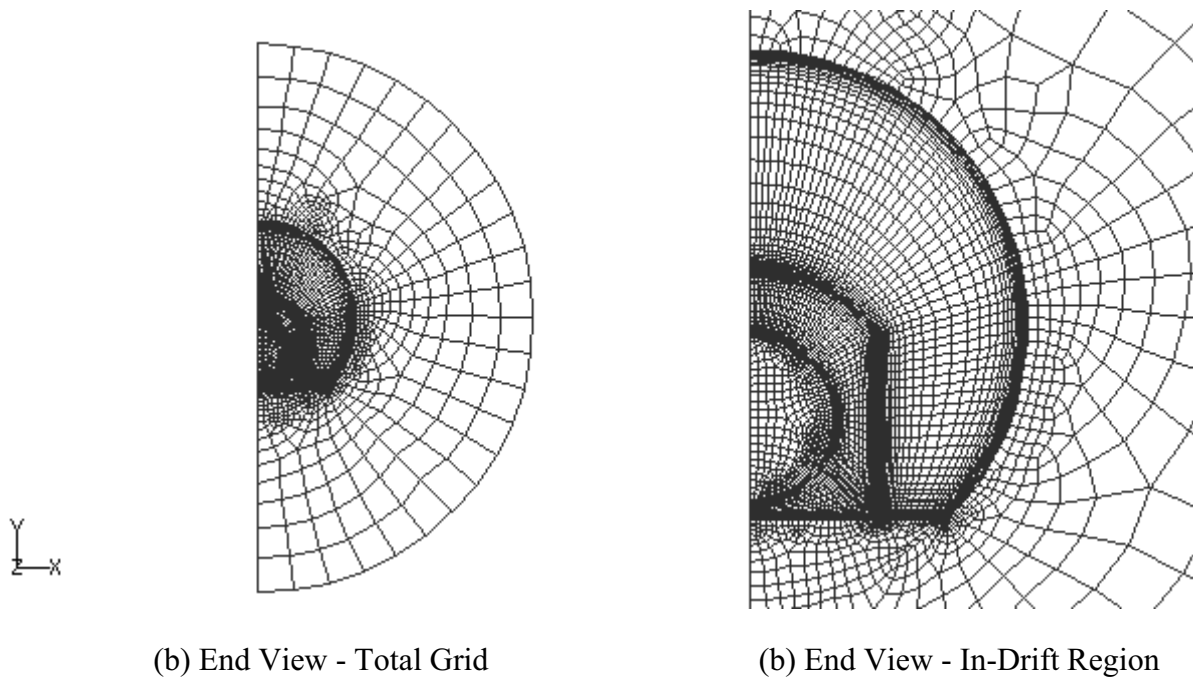 Y
Z X
(b) End View - Total Grid
(b) End View - In-Drift Region